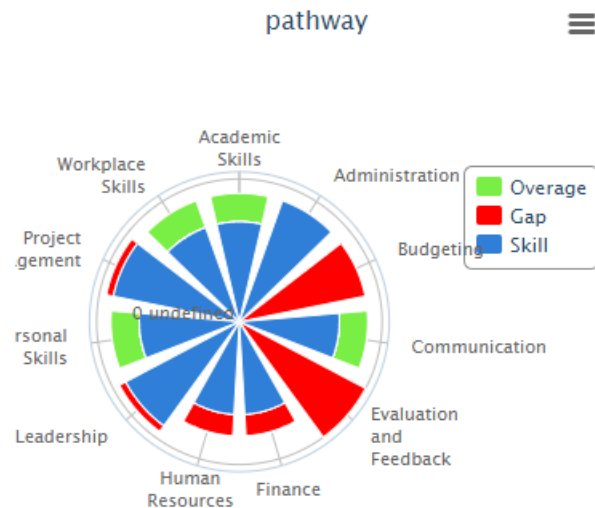 pathway
Academic
Skills
Administration
Workplace
Skills
Overage
Gap
Skill
Project
gement
Budgeting
0 undefined
rsonal
Skills
Communication
Leadership
Evaluation
and
Feedback
Human
Resources
Finance